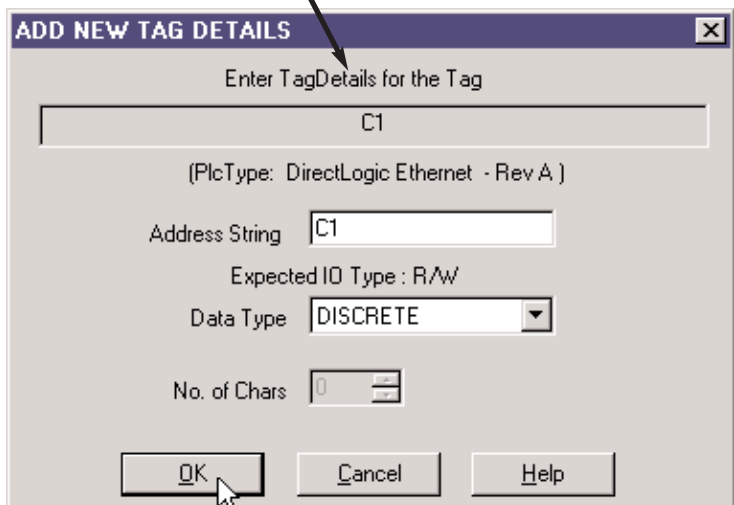 ADD NEW TAG DETAILS
Enter TagDetails for the Tag
C1
(PlcType: DirectLogic Ethernet - Rev A )
Address String C1
Expected IO Type : R/W
Data Type DISCRETE
No. of Chars 0
OK Cancel Help